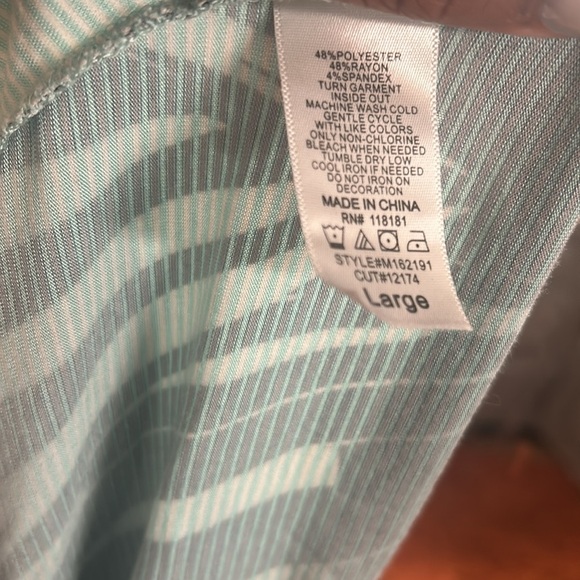 48%POLYESTER
48%RAYON
4%SPANDEX
TURN GARMENT
INSIDE OUT
MACHINE WASH COLD
GENTLE CYCLE
WITH LIKE COLORS
ONLY NON-CHLORINE
BLEACH WHEN NEEDED
TUMBLE DRY LOW
COOL IRON IF NEEDED
DO NOT IRON ON
DECORATION
MADE IN CHINA
RN# 118181
STYLE#M162191
CUT#12174
Large